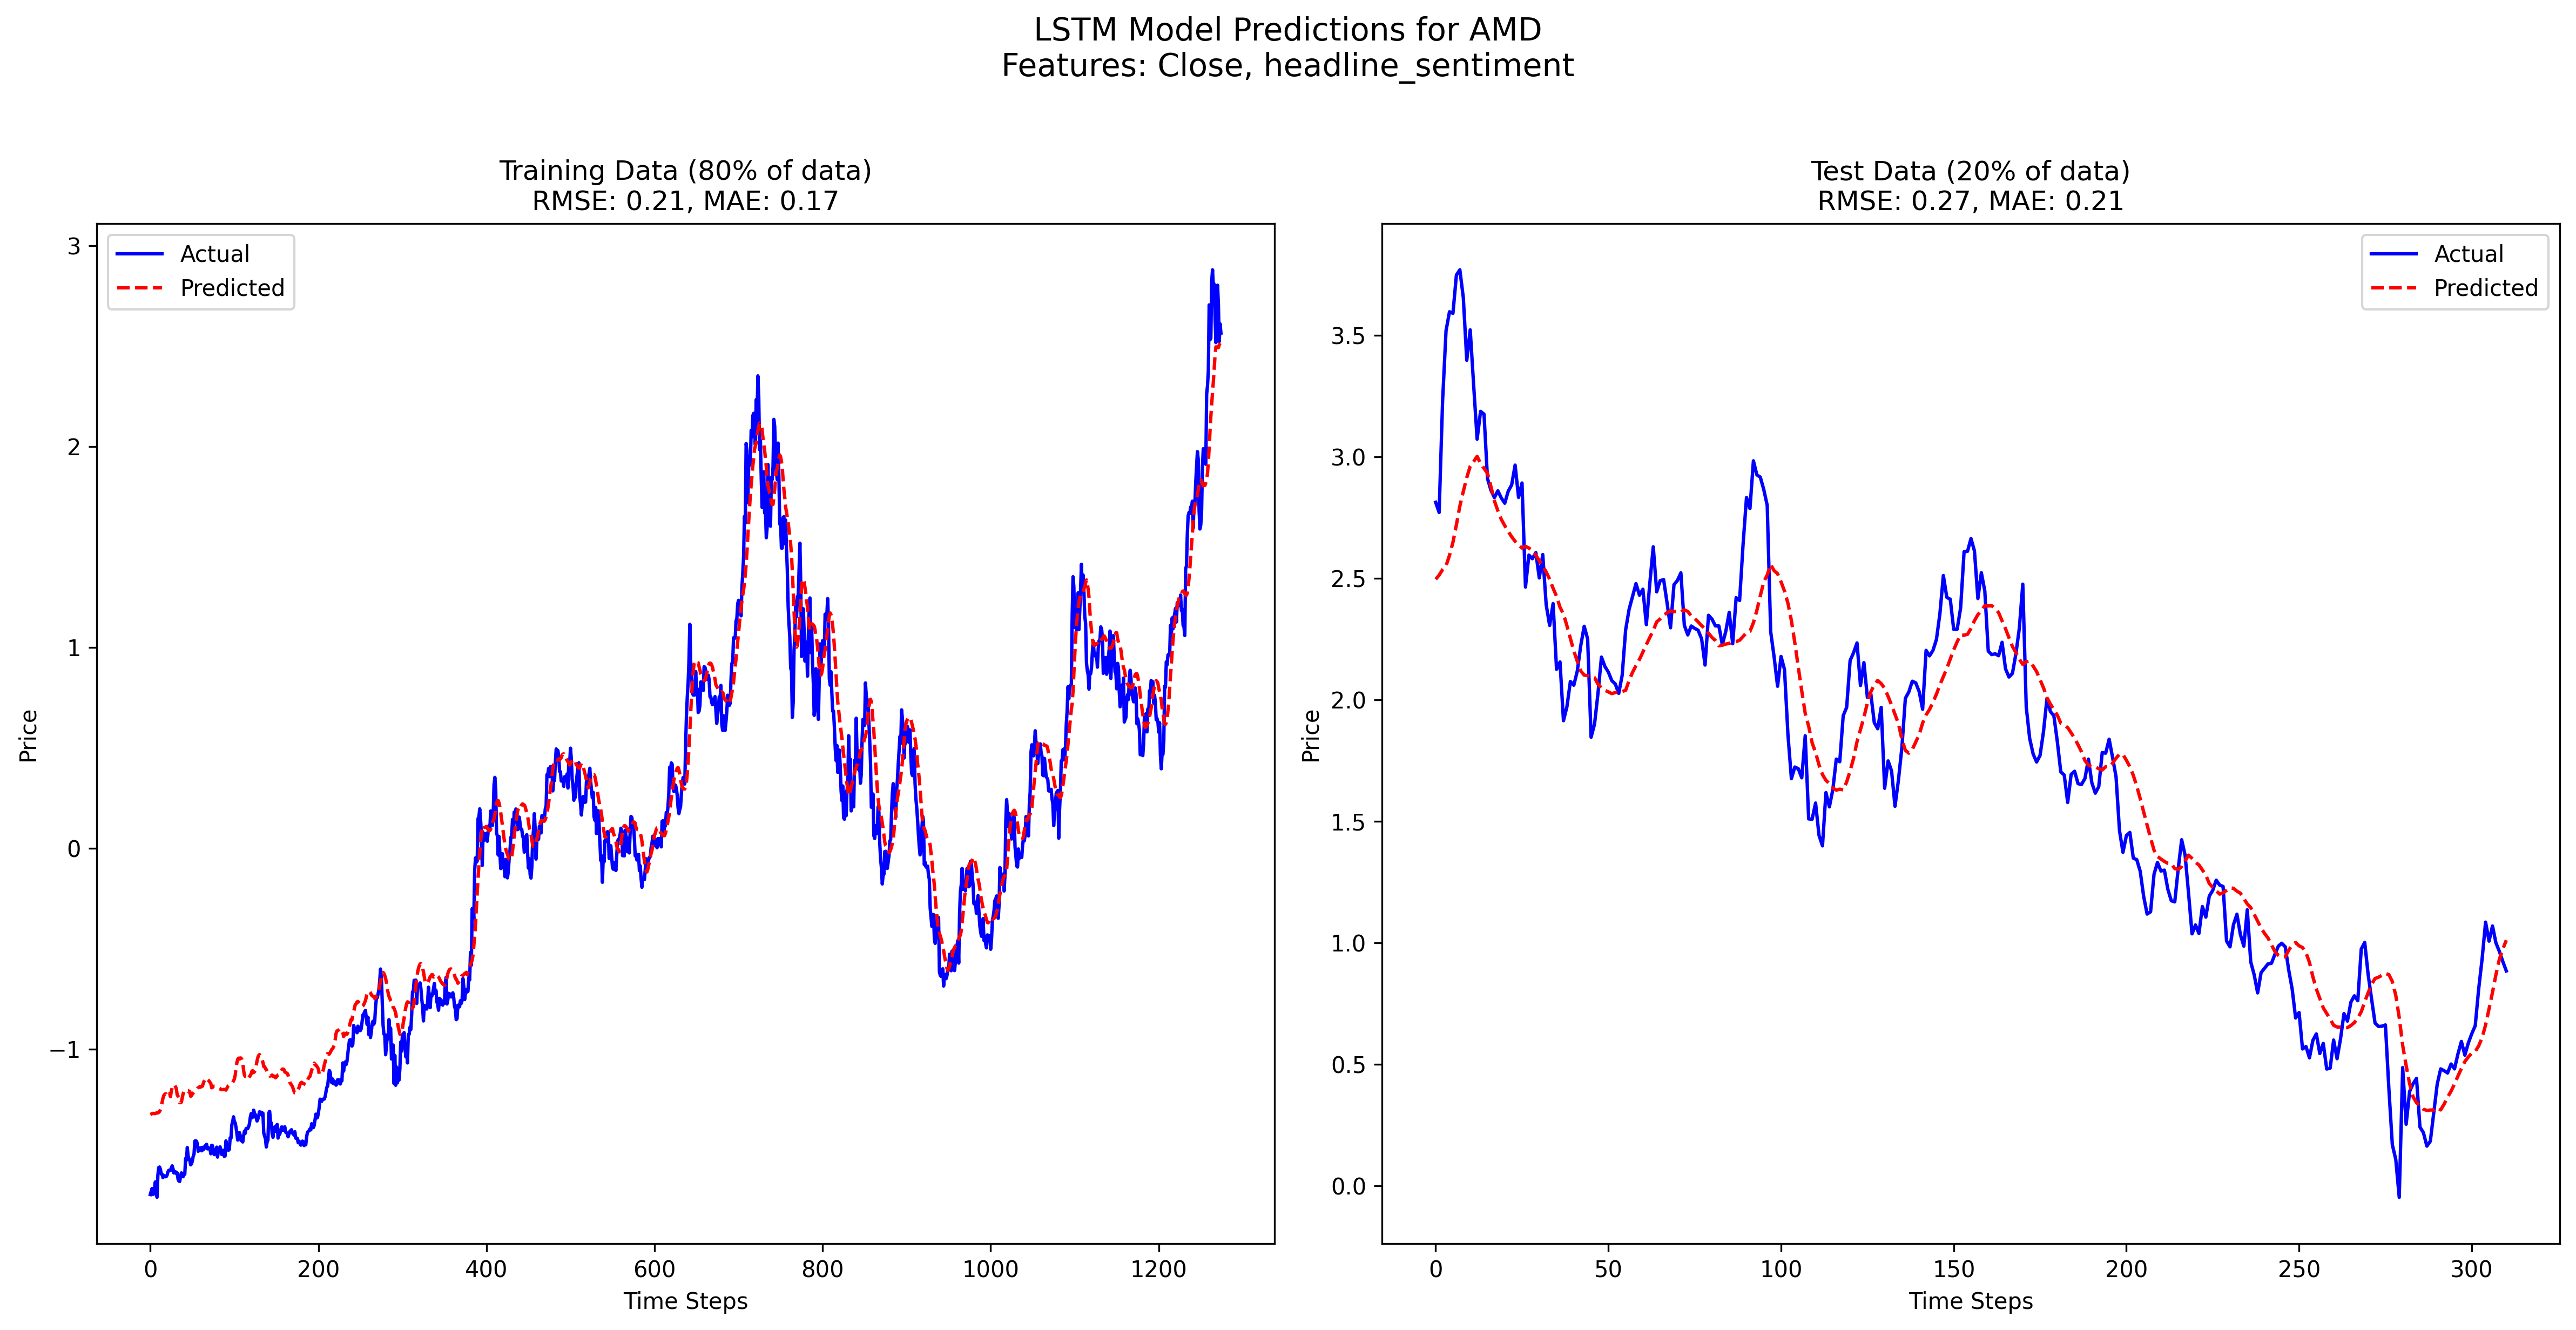 LSTM Model Predictions for AMD
Features: Close, headline_sentiment
Training Data (80% of data)
RMSE: 0.21, MAE: 0.17
Actual
Predicted
Price
3
2
1
0
−1
0 200 400 600 800 1000 1200
Time Steps
Test Data (20% of data)
RMSE: 0.27, MAE: 0.21
Actual
Predicted
Price
3.5
3.0
2.5
2.0
1.5
1.0
0.5
0.0
0 50 100 150 200 250 300
Time Steps